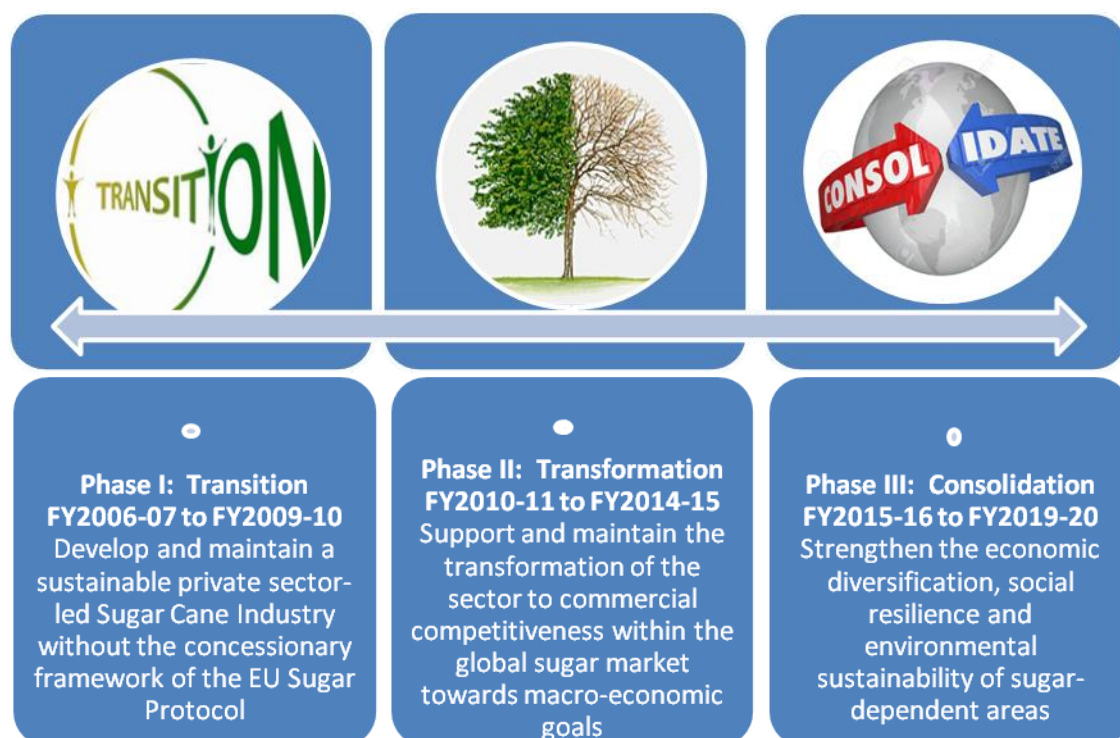 TRANSITION
CONSOL
IDATE
Phase I:  Transition
FY2006-07 to FY2009-10
Develop and maintain a
sustainable private sector-
led Sugar Cane Industry
without the concessionary
framework of the EU Sugar
Protocol
Phase II:  Transformation
FY2010-11 to FY2014-15
Support and maintain the
transformation of the
sector to commercial
competitiveness within the
global sugar market
towards macro-economic
goals
Phase III:  Consolidation
FY2015-16 to FY2019-20
Strengthen the economic
diversification, social
resilience and
environmental
sustainability of sugar-
dependent areas